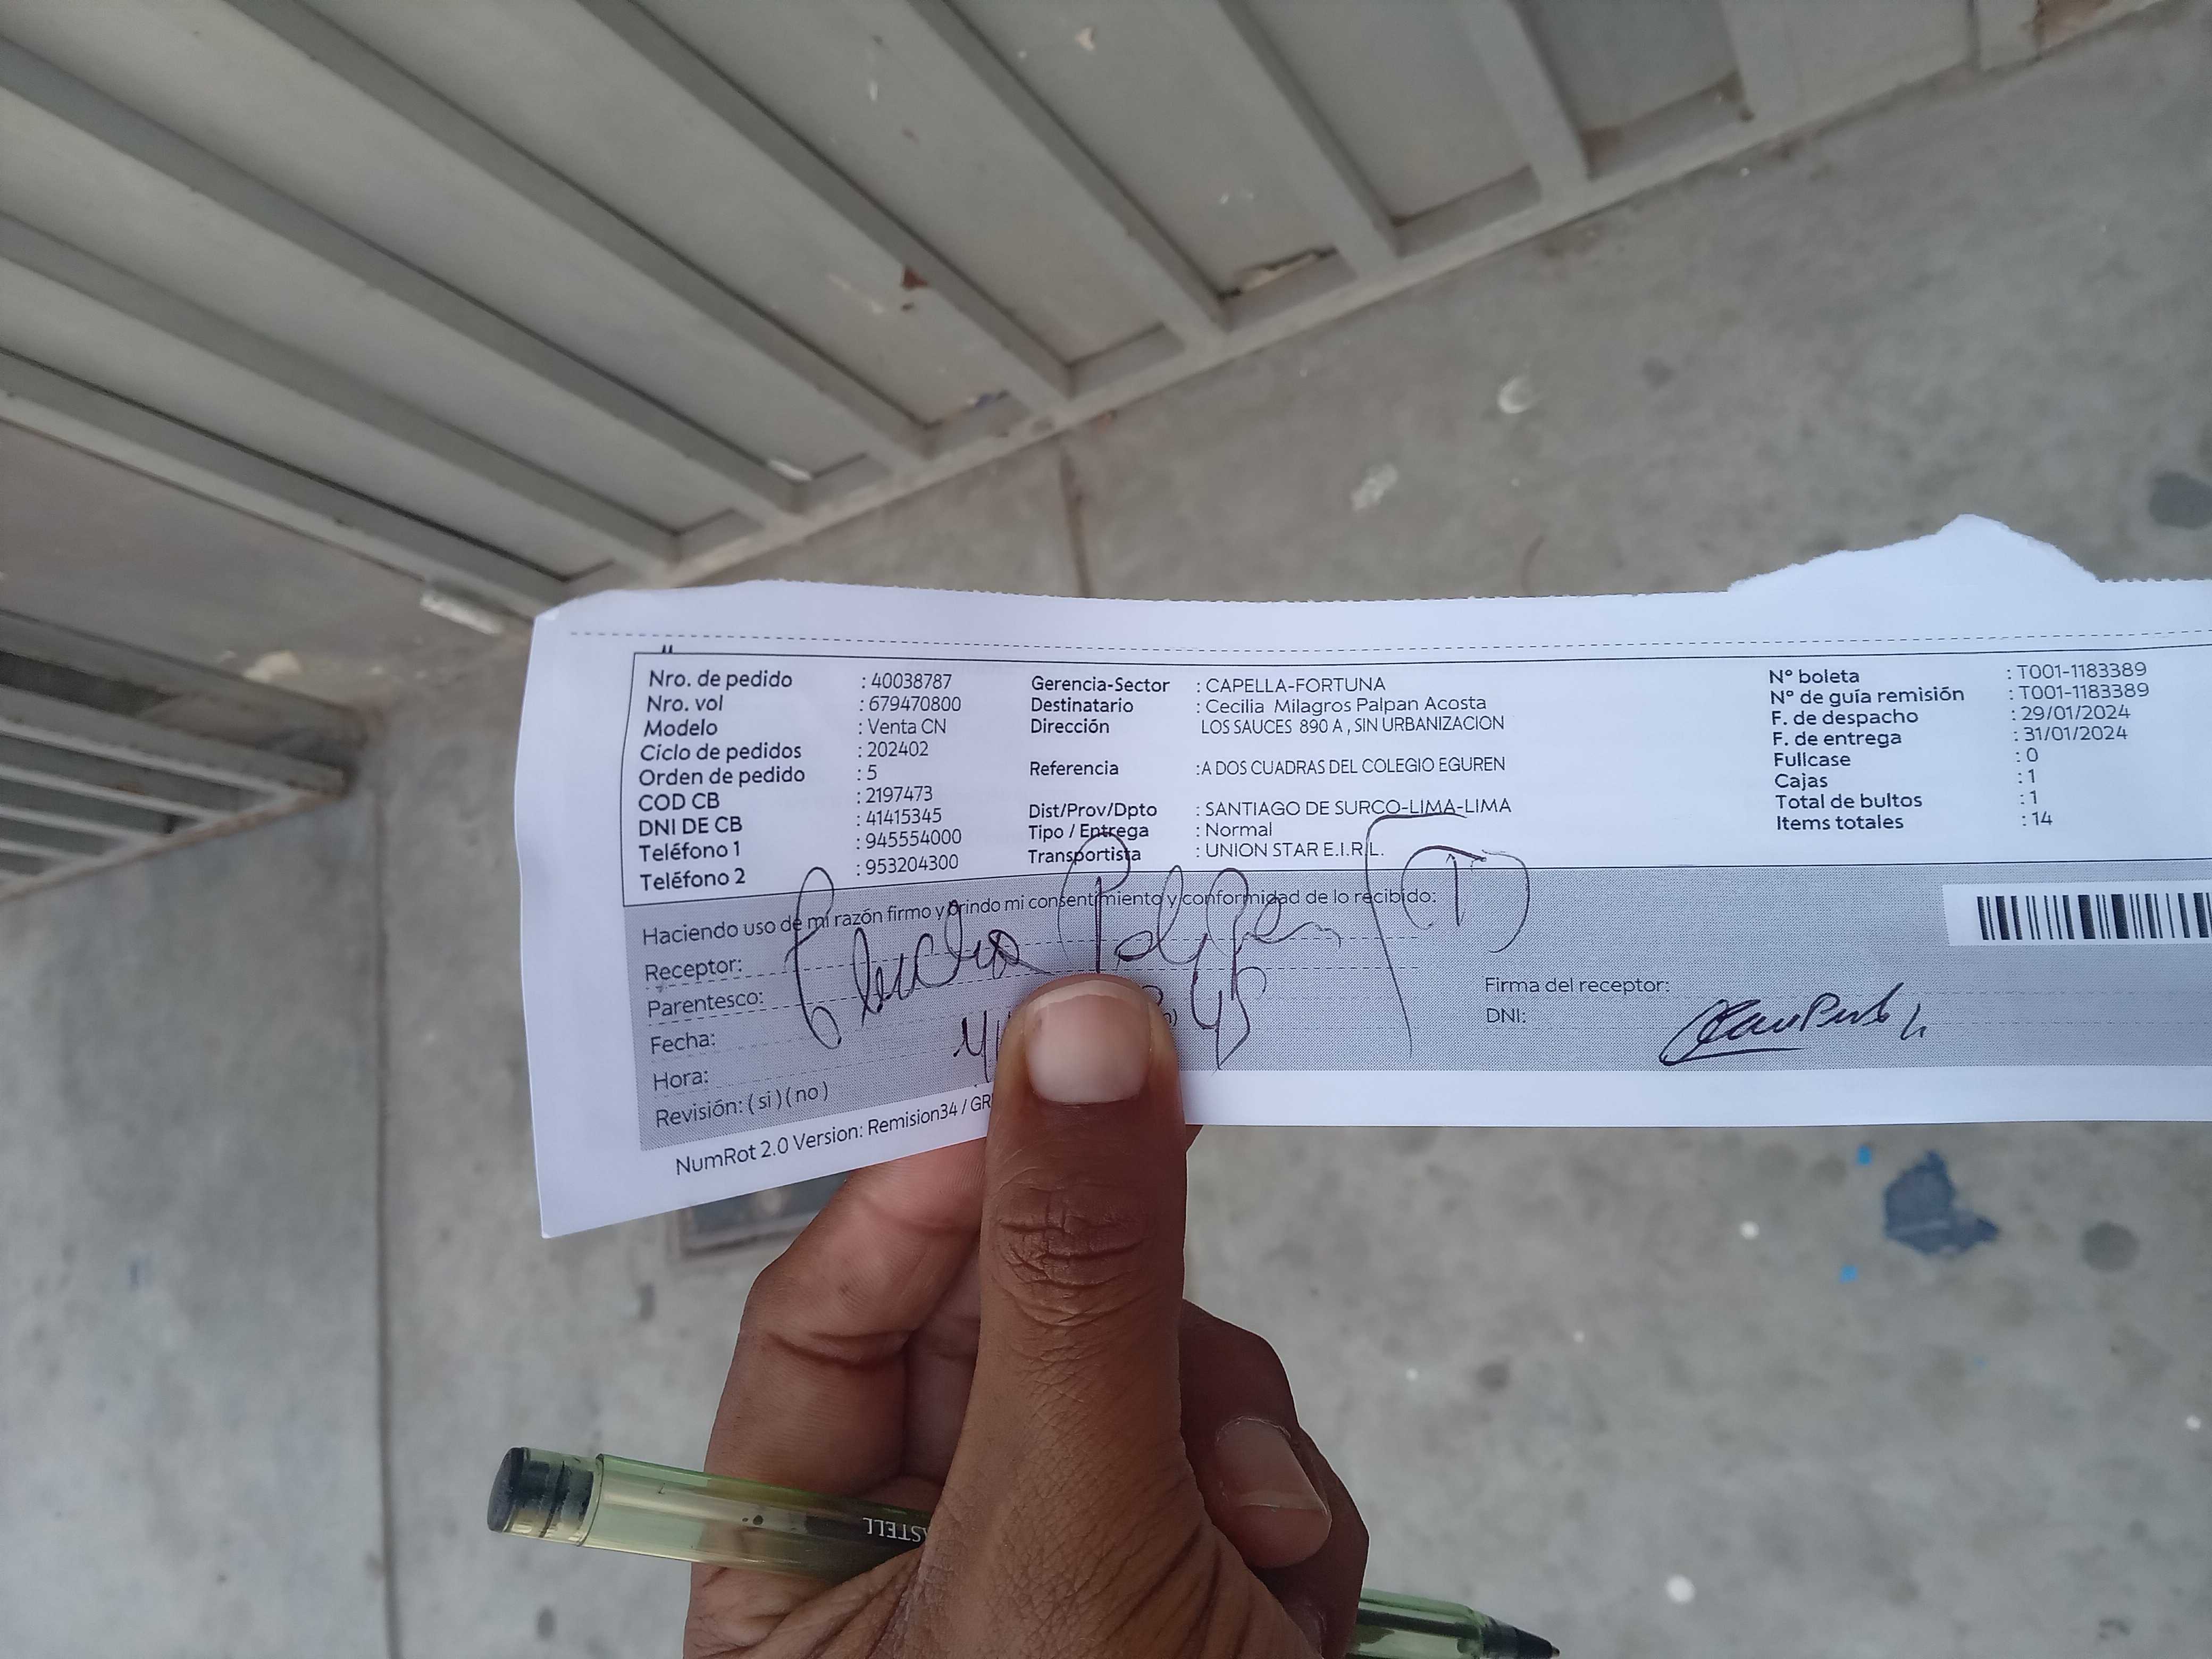 Nro. de pedido : 40038787
Nro. vol : 679470800
Modelo : Venta CN
Ciclo de pedidos : 202402
Orden de pedido : 5
COD CB : 2197473
DNI DE CB : 41415345
Teléfono 1 : 945554000
Teléfono 2 : 953204300
Gerencia-Sector : CAPELLA-FORTUNA
Destinatario : Cecilia Milagros Palpan Acosta
Dirección LOS SAUCES 890 A , SIN URBANIZACION
Referencia :A DOS CUADRAS DEL COLEGIO EGUREN
Dist/Prov/Dpto : SANTIAGO DE SURCO-LIMA-LIMA
Tipo / Entrega : Normal
Transportista : UNION STAR E.I.R.L.
N° boleta : T001-1183389
N° de guía remisión : T001-1183389
F. de despacho : 29/01/2024
F. de entrega : 31/01/2024
Fullcase : 0
Cajas : 1
Total de bultos : 1
Items totales : 14
Haciendo uso de mi razón firmo y brindo mi consentimiento y conformidad de lo recibido:
Receptor:
Parentesco:
Fecha:
Hora:
Revisión: ( si ) ( no )
Firma del receptor:
DNI:
NumRot 2.0 Version: Remision34 / GR